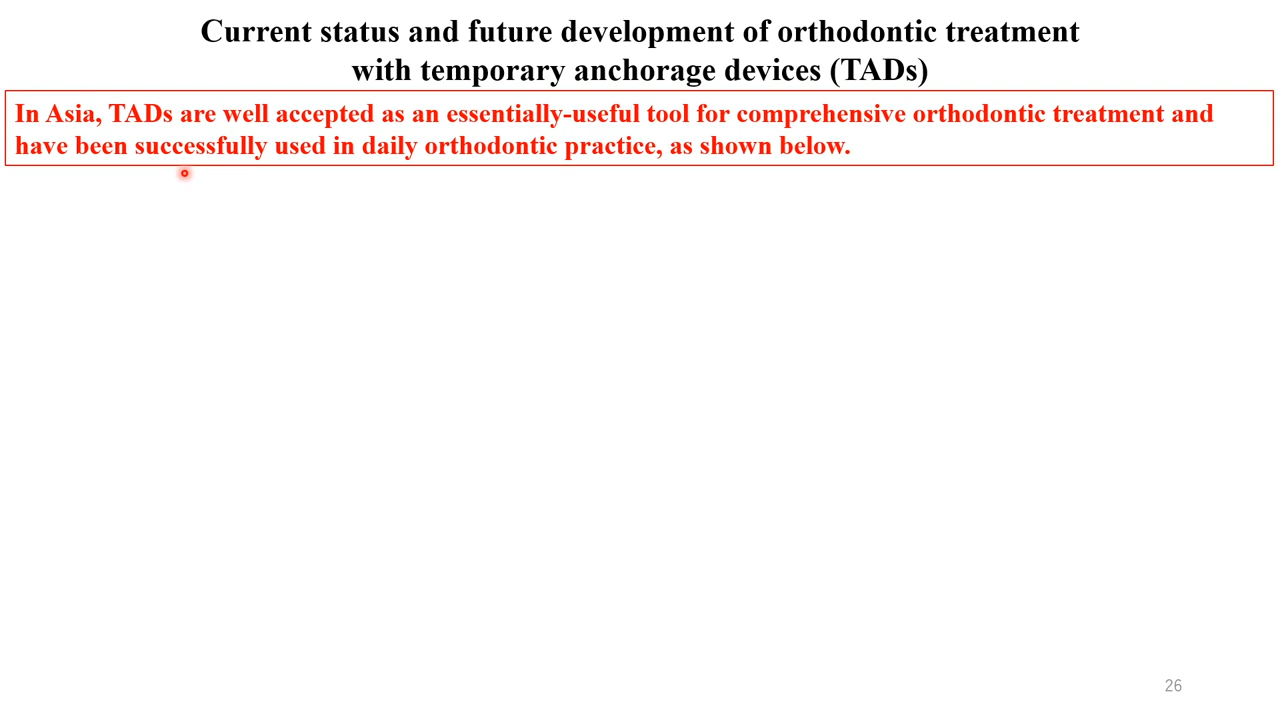 Current status and future development of orthodontic treatment
with temporary anchorage devices (TADs)
In Asia, TADs are well accepted as an essentially-useful tool for comprehensive orthodontic treatment and
have been successfully used in daily orthodontic practice, as shown below.
26